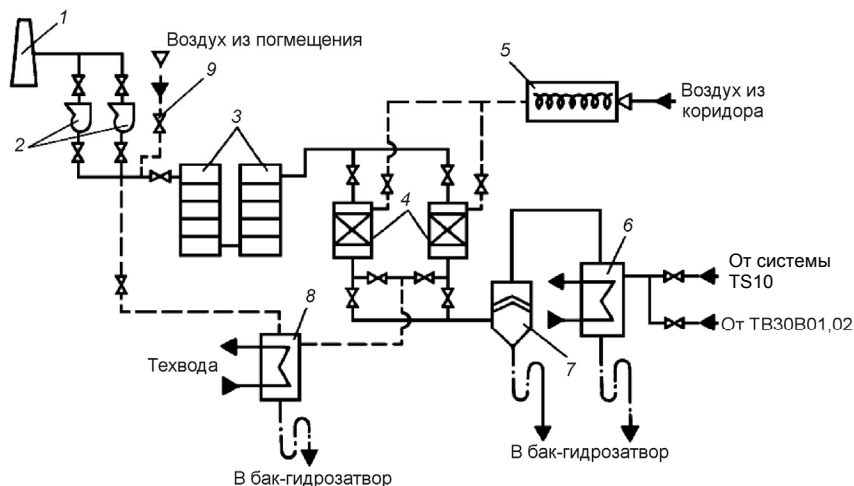 1
Воздух из погмещения
9
2
3
5
Воздух из
коридора
4
6
От системы
TS10
От TB30B01,02
7
8
Техвода
В бак-гидрозатвор
В бак-гидрозатвор